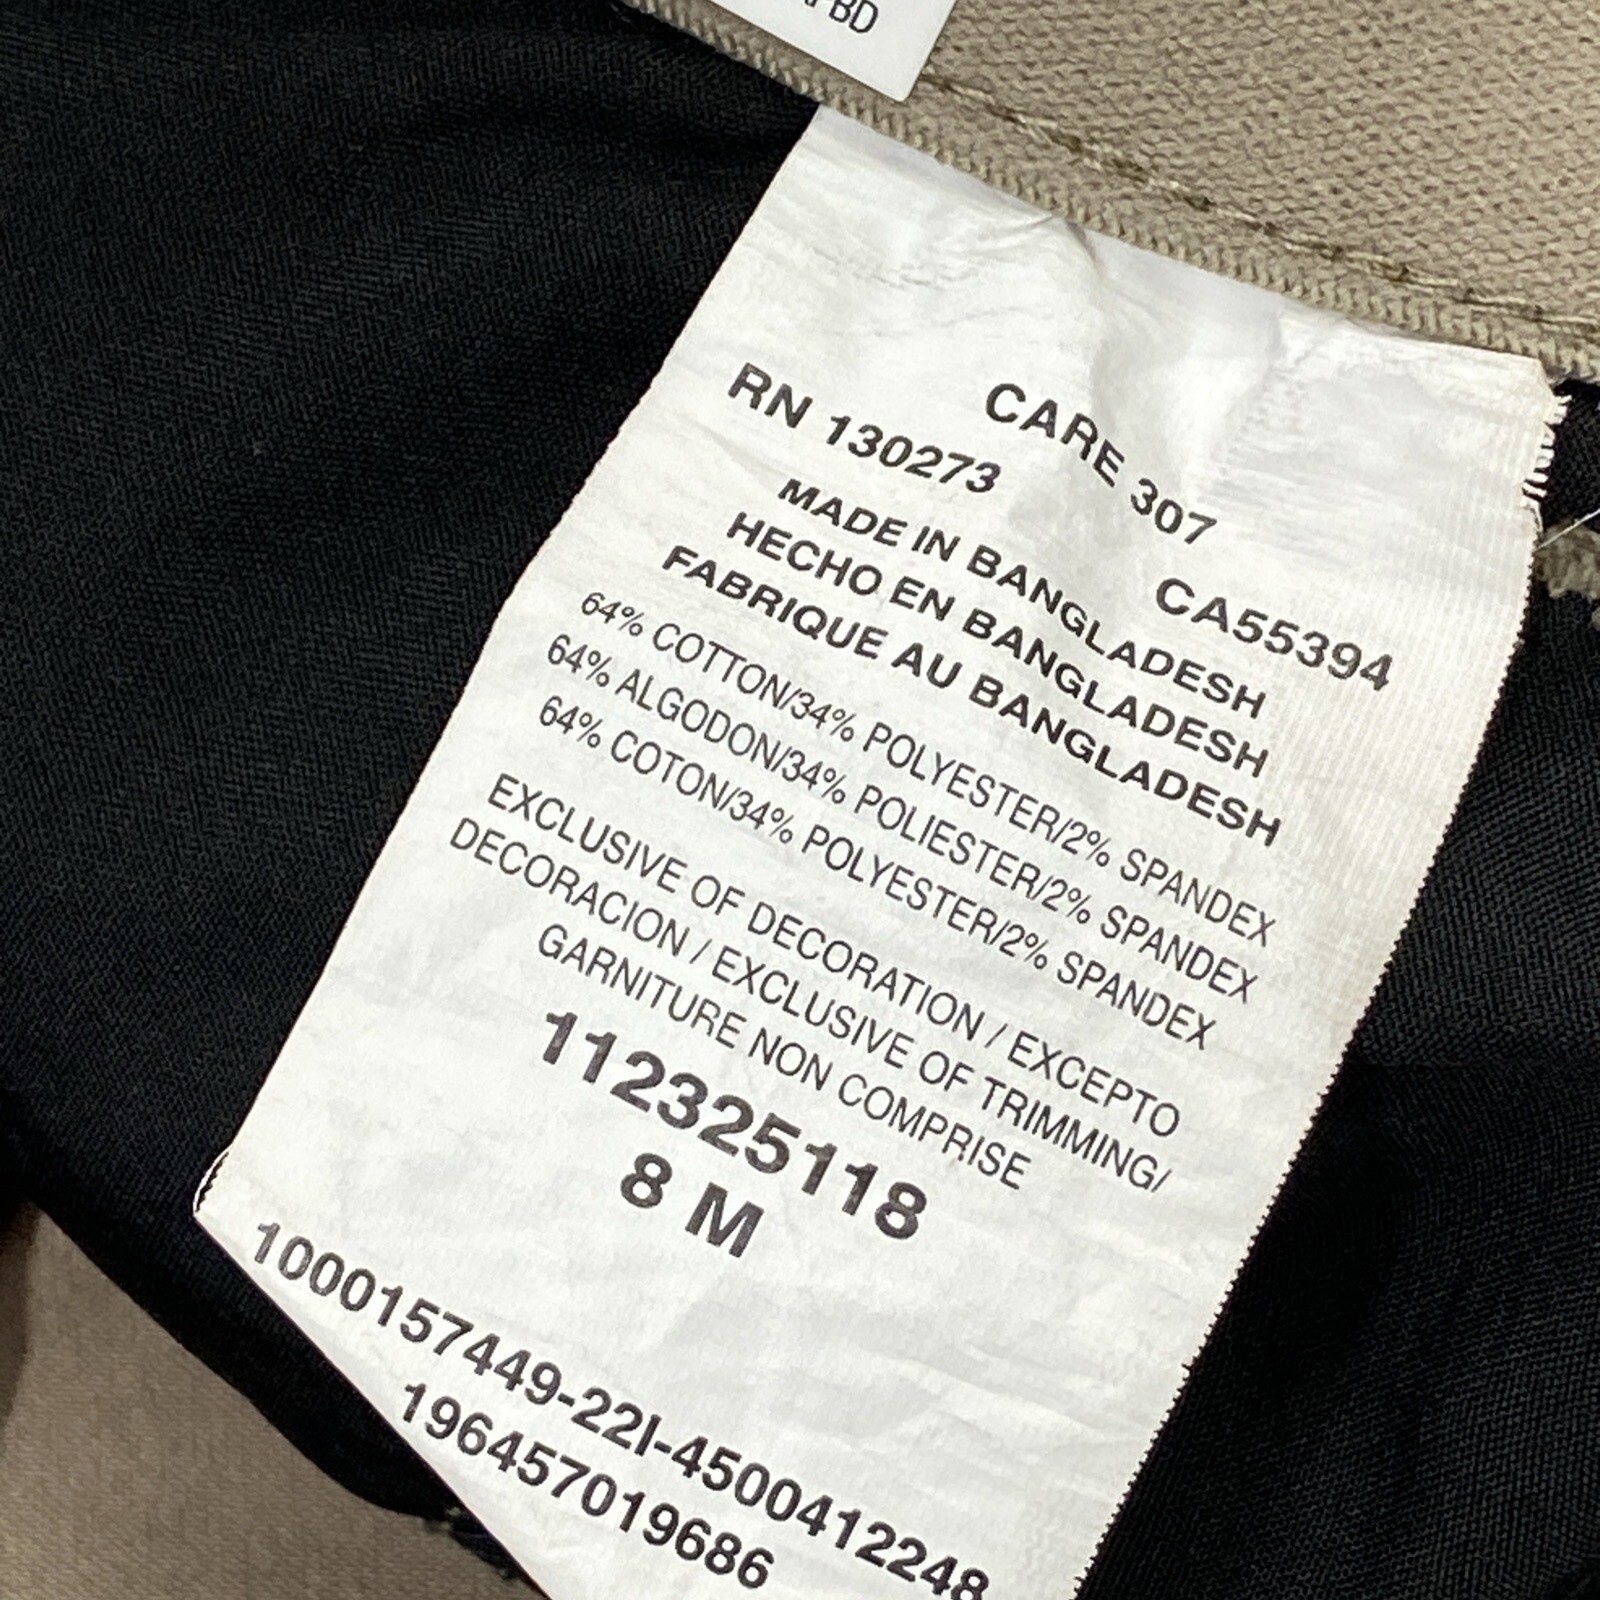 CARE 307
RN 130273 CA55394
MADE IN BANGLADESH
HECHO EN BANGLADESH
FABRIQUE AU BANGLADESH
64% COTTON/34% POLYESTER/2% SPANDEX
64% ALGODON/34% POLIESTER/2% SPANDEX
64% COTON/34% POLYESTER/2% SPANDEX
EXCLUSIVE OF DECORATION / EXCEPTO
DECORACION / EXCLUSIVE OF TRIMMING/
GARNITURE NON COMPRISE
112325118
8 M
1000157449-22I-4500412248
196457019686